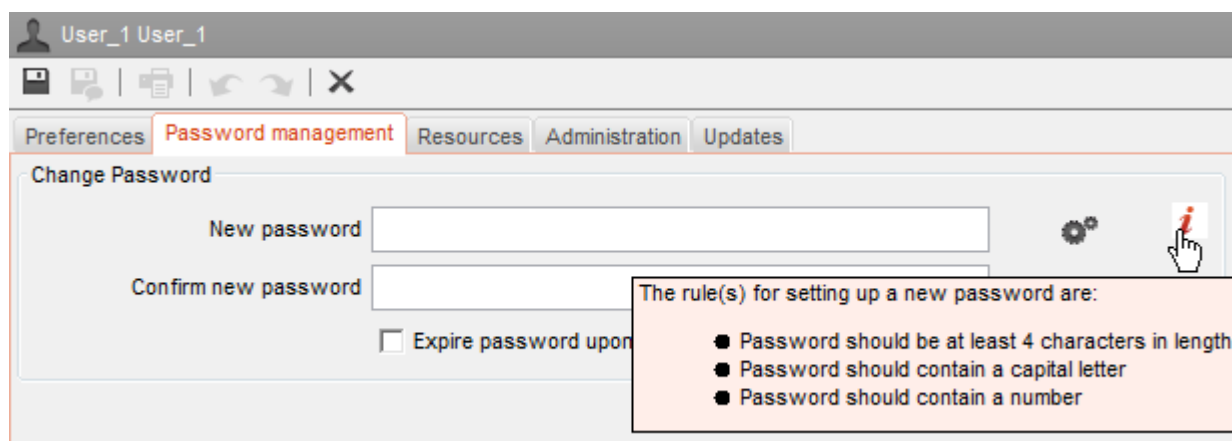 User_1 User_1
Preferences Password management Resources Administration Updates
Change Password
New password
i
Confirm new password
The rule(s) for setting up a new password are:
Expire password upon
Password should be at least 4 characters in length
Password should contain a capital letter
Password should contain a number